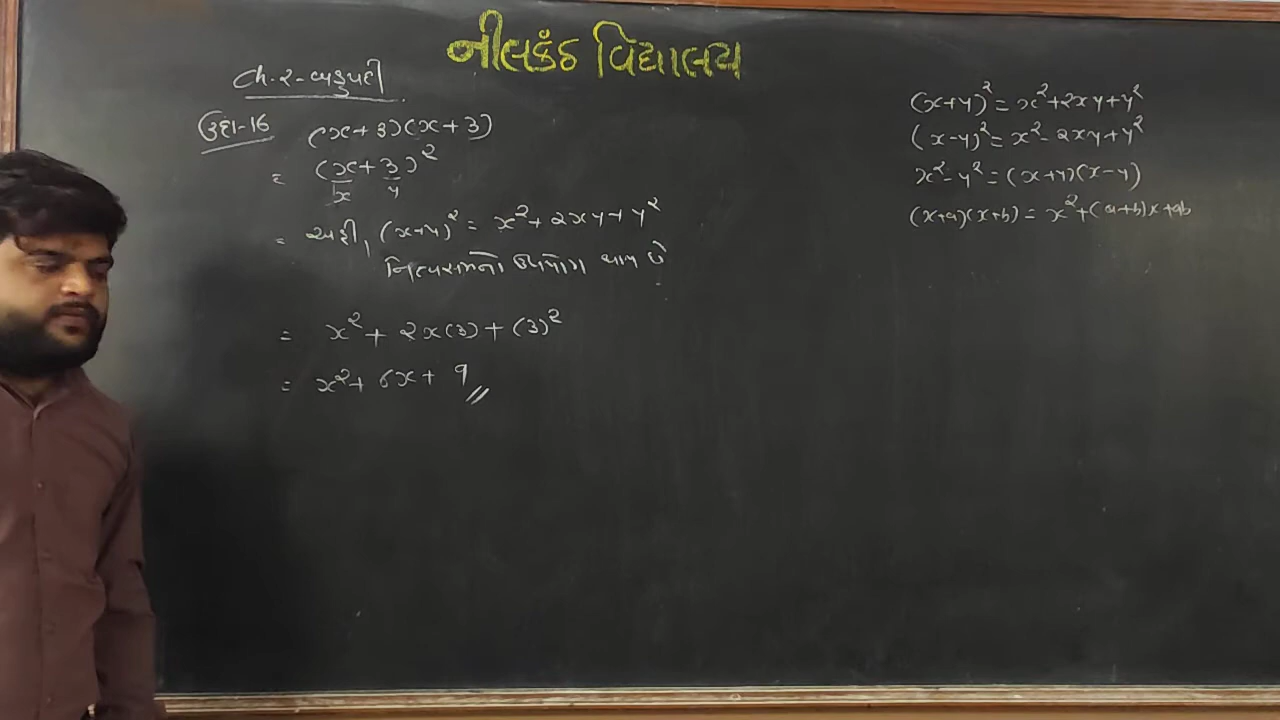 નીલકંઠ વિદ્યાલય
Ch-2-બહુપદી
ઉદા-16 (x+3)(x+3)
= (x+3)²
x y
= અહી, (x+y)² = x²+2xy+y²
નિત્યસમનો ઉપયોગ થાય છે
= x²+2x(3)+(3)²
= x²+6x+9
(x+y)²=x²+2xy+y²
(x-y)²=x²-2xy+y²
x²-y²=(x+y)(x-y)
(x+a)(x+b)=x²+(a+b)x+ab